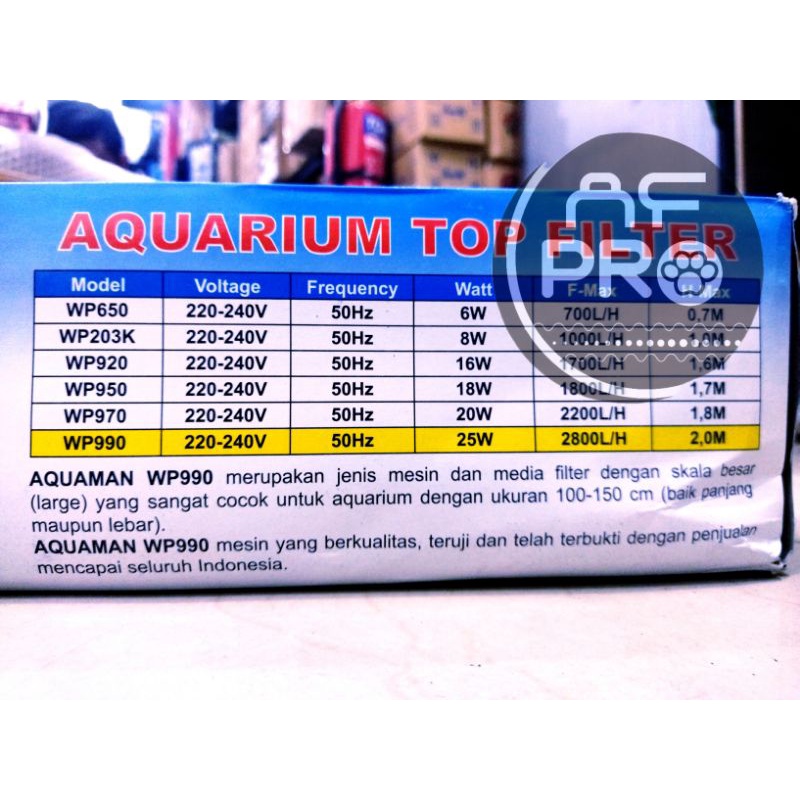 AF
PRO
AQUARIUM TOP FILTER
Model Voltage Frequency Watt F-Max H-Max
WP650 220-240V 50Hz 6W 700L/H 0.7M
WP203K 220-240V 50Hz 8W 1000L/H 1,0M
WP920 220-240V 50Hz 16W 1700L/H 1,6M
WP950 220-240V 50Hz 18W 1800L/H 1,7M
WP970 220-240V 50Hz 20W 2200L/H 1,8M
WP990 220-240V 50Hz 25W 2800L/H 2,0M
AQUAMAN WP990 merupakan jenis mesin dan media filter dengan skala besar
(large) yang sangat cocok untuk aquarium dengan ukuran 100-150 cm (baik panjang
maupun lebar).
AQUAMAN WP990 mesin yang berkualitas, teruji dan telah terbukti dengan penjualan
mencapai seluruh Indonesia.